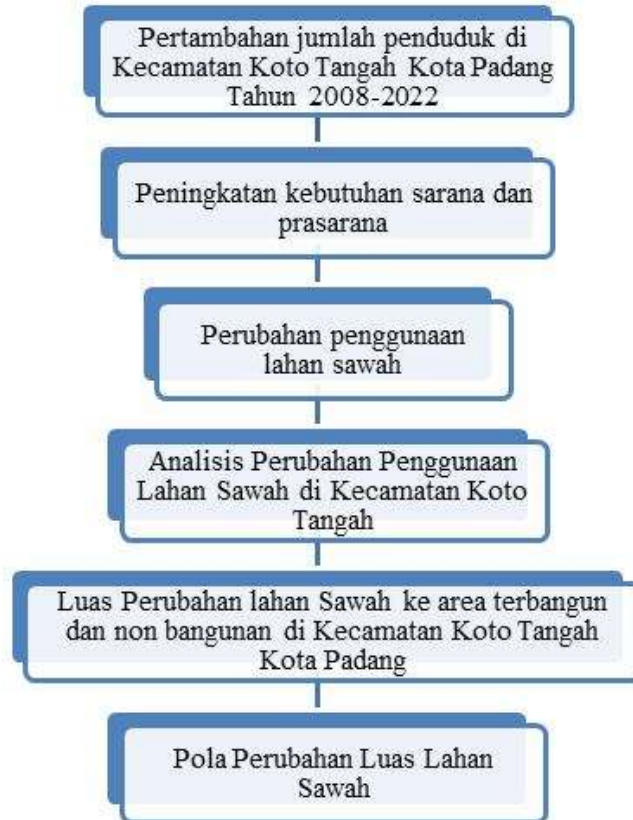 Pertambahan jumlah penduduk di
Kecamatan Koto Tangah Kota Padang
Tahun 2008-2022
Peningkatan kebutuhan sarana dan
prasarana
Perubahan penggunaan
lahan sawah
Analisis Perubahan Penggunaan
Lahan Sawah di Kecamatan Koto
Tangah
Luas Perubahan lahan Sawah ke area terbangun
dan non bangunan di Kecamatan Koto Tangah
Kota Padang
Pola Perubahan Luas Lahan
Sawah